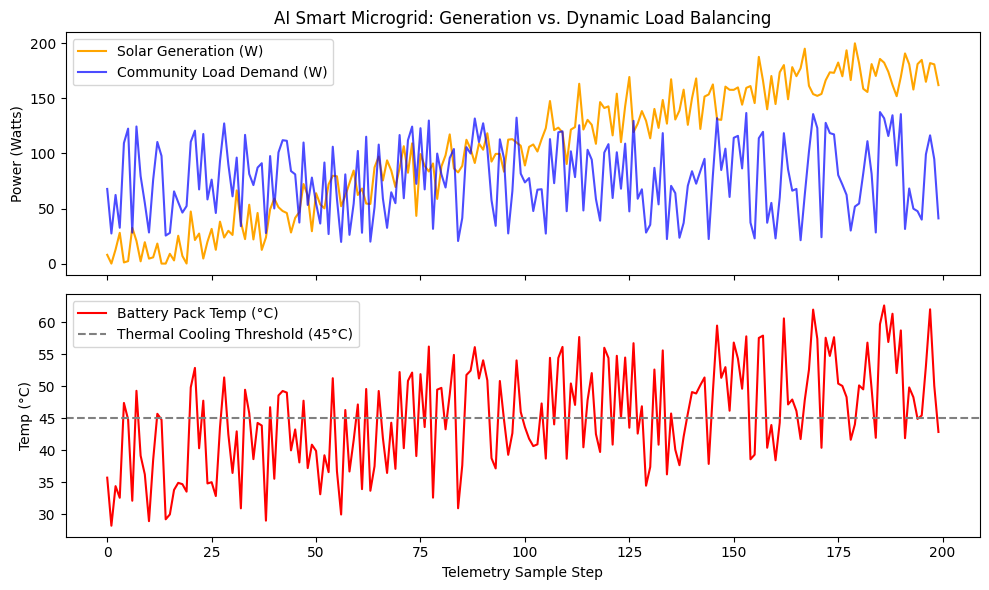 AI Smart Microgrid: Generation vs. Dynamic Load Balancing
Solar Generation (W)
Community Load Demand (W)
Power (Watts)
200
150
100
50
0
Battery Pack Temp (°C)
Thermal Cooling Threshold (45°C)
Temp (°C)
60
55
50
45
40
35
30
0 25 50 75 100 125 150 175 200
Telemetry Sample Step